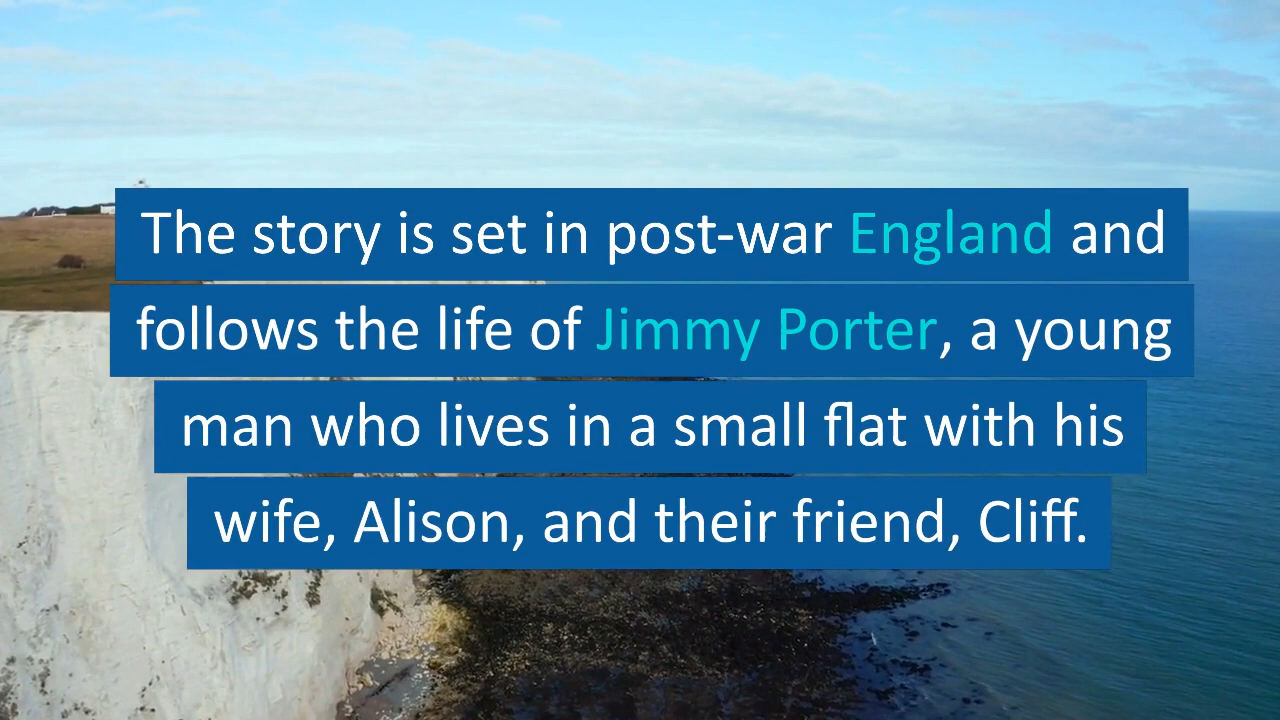 The story is set in post-war England and
follows the life of Jimmy Porter, a young
man who lives in a small flat with his
wife, Alison, and their friend, Cliff.